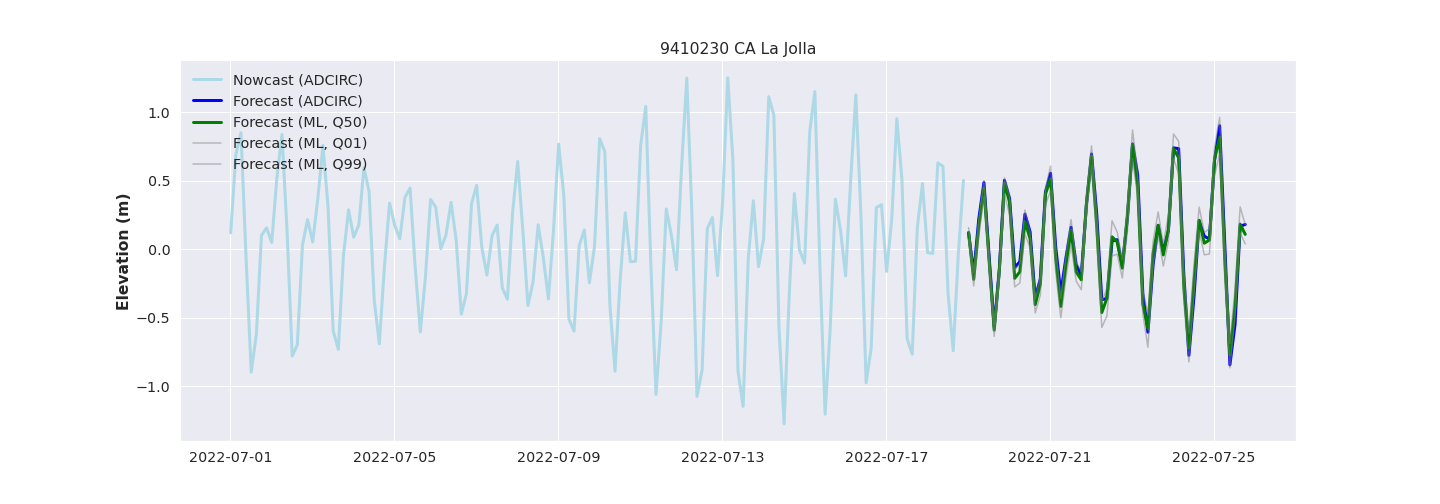 9410230 CA La Jolla
Nowcast (ADCIRC)
Forecast (ADCIRC)
Forecast (ML, Q50)
Forecast (ML, Q01)
Forecast (ML, Q99)
Elevation (m)
1.0
0.5
0.0
−0.5
−1.0
2022-07-01
2022-07-05
2022-07-09
2022-07-13
2022-07-17
2022-07-21
2022-07-25